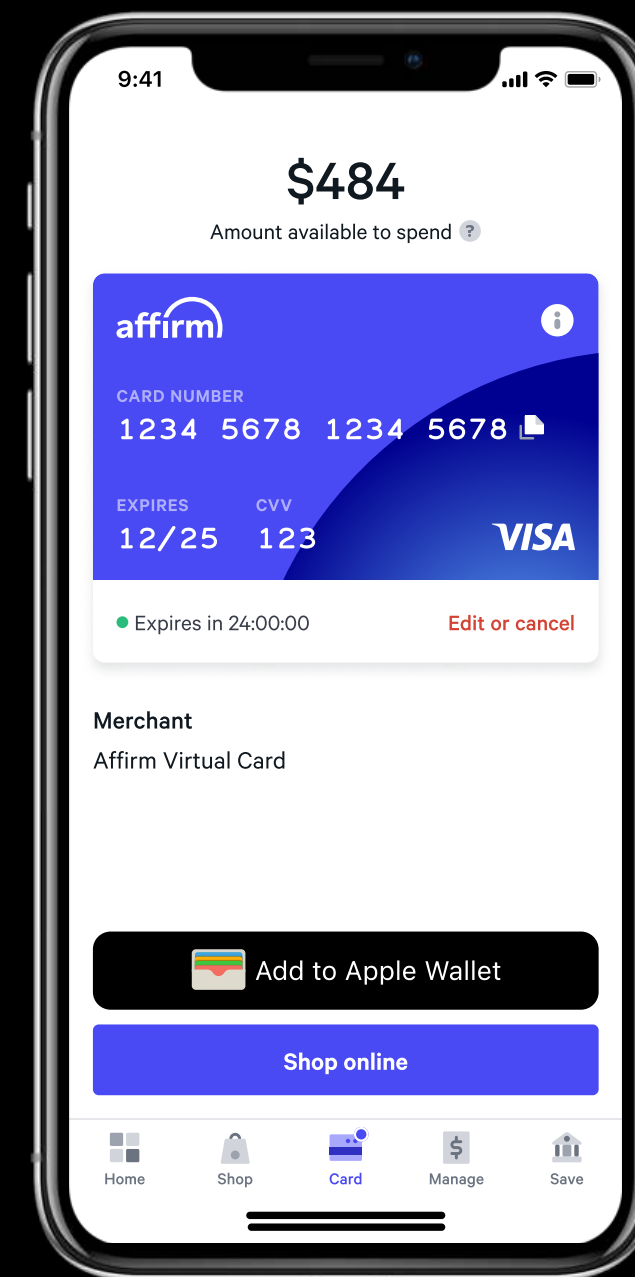 9:41
$484
Amount available to spend ?
affirm
CARD NUMBER
1234 5678 1234 5678
EXPIRES CVV
12/25 123
VISA
Expires in 24:00:00 Edit or cancel
Merchant
Affirm Virtual Card
Add to Apple Wallet
Shop online
Home Shop Card Manage Save